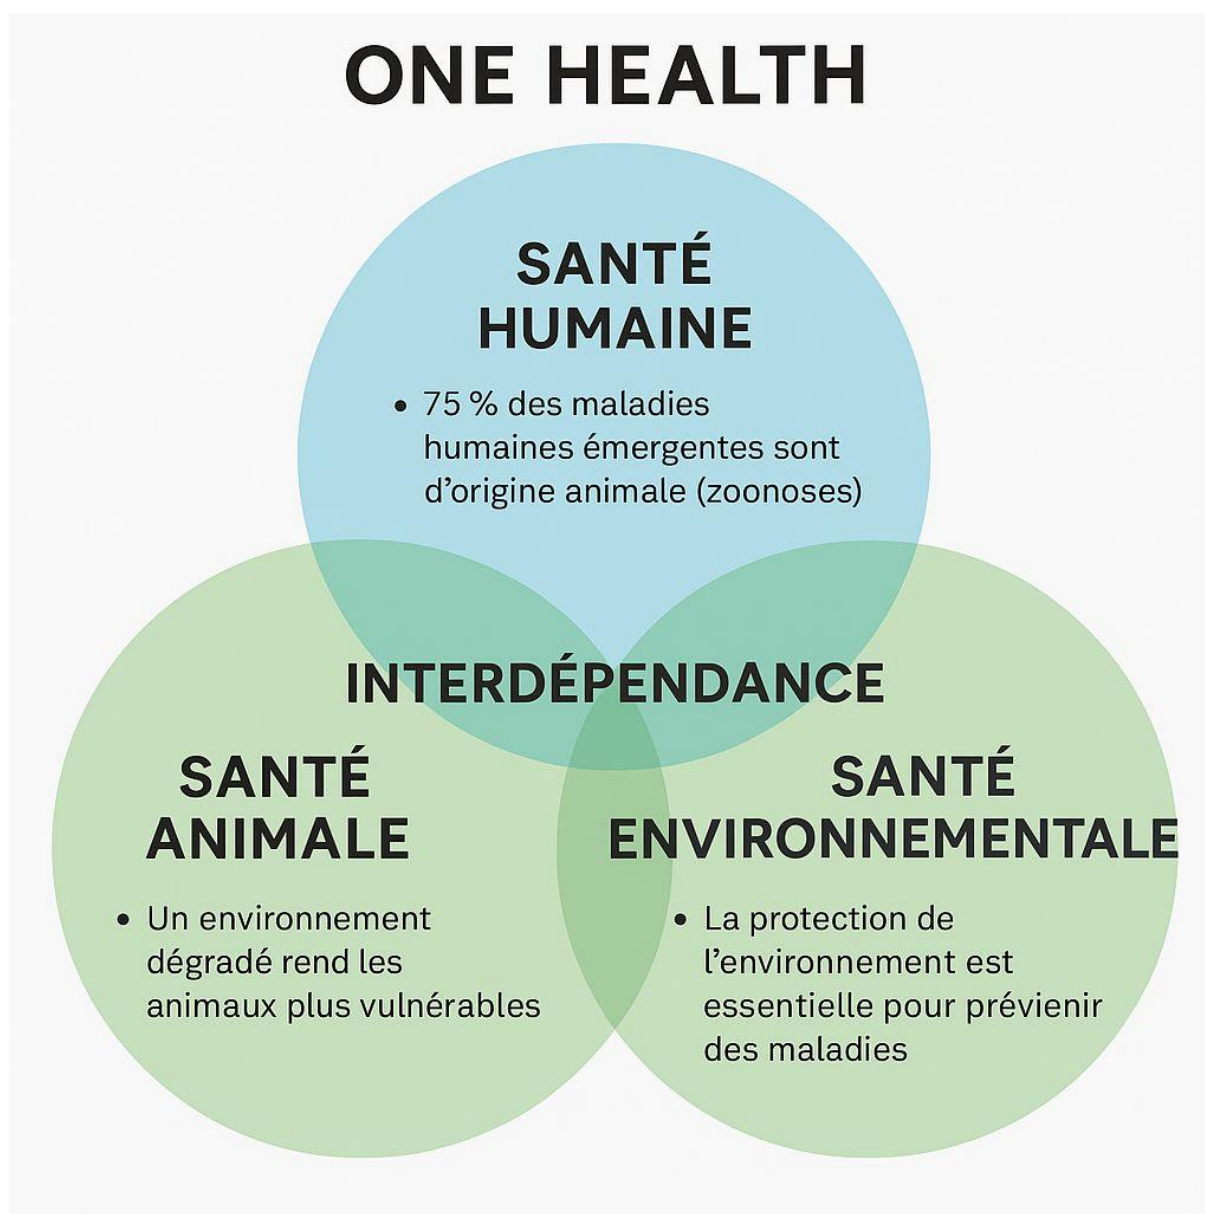 ONE HEALTH
SANTÉ
HUMAINE
• 75 % des maladies
humaines émergentes sont
d’origine animale (zoonoses)
INTERDÉPENDANCE
SANTÉ
ANIMALE
• Un environnement
dégradé rend les
animaux plus vulnérables
SANTÉ
ENVIRONNEMENTALE
• La protection de
l’environnement est
essentielle pour prévienir
des maladies